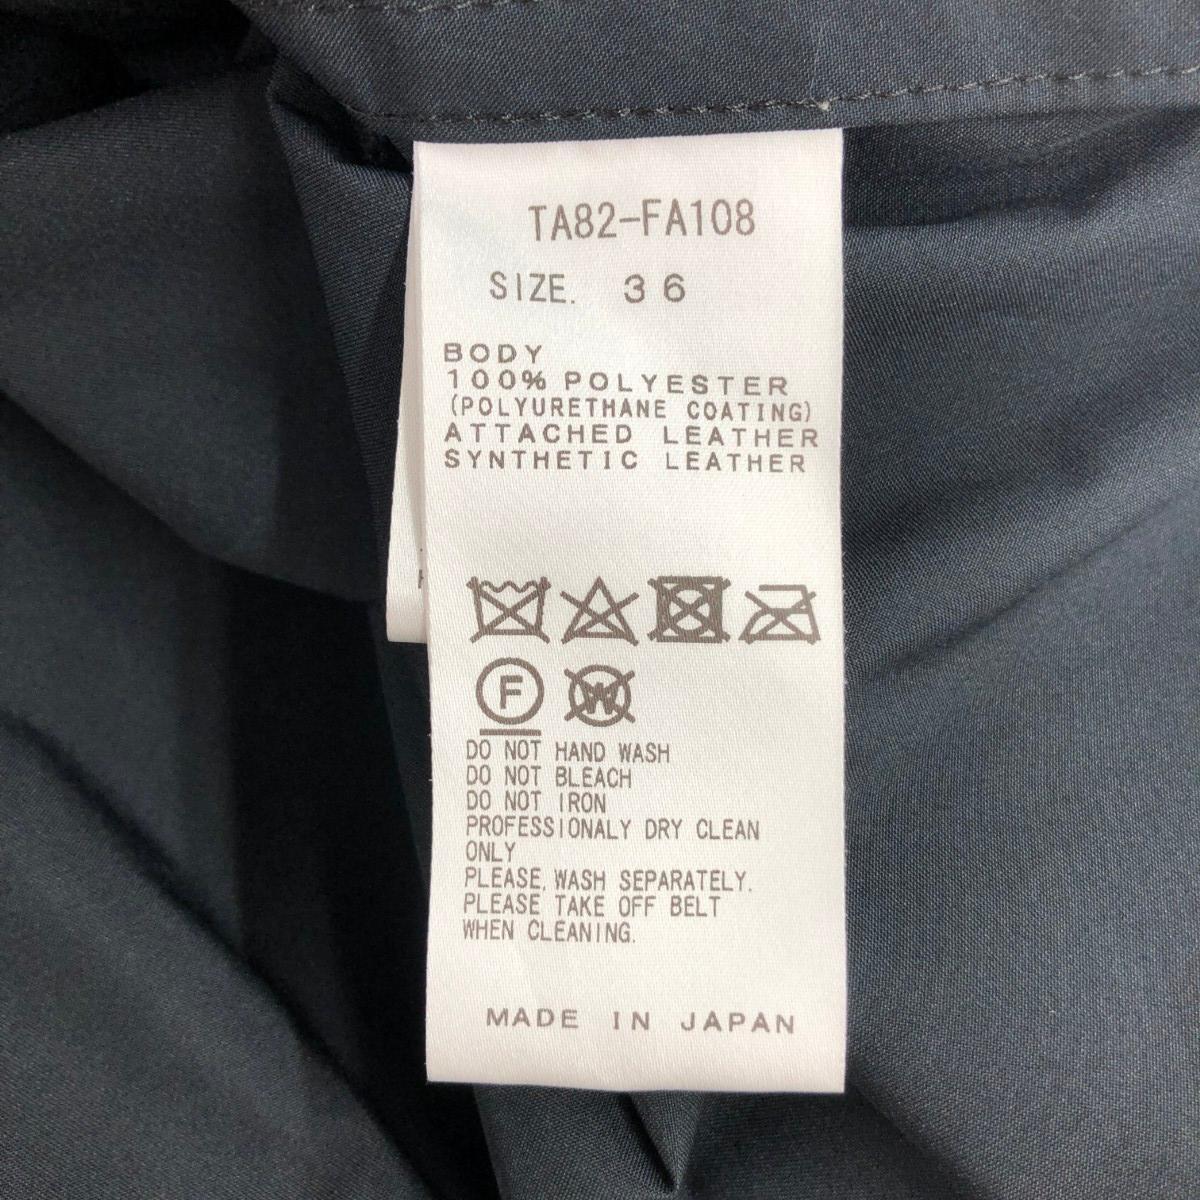 TA82-FA108
SIZE. 36
BODY
100% POLYESTER
(POLYURETHANE COATING)
ATTACHED LEATHER
SYNTHETIC LEATHER
F W
DO NOT HAND WASH
DO NOT BLEACH
DO NOT IRON
PROFESSIONALY DRY CLEAN
ONLY
PLEASE, WASH SEPARATELY.
PLEASE TAKE OFF BELT
WHEN CLEANING.
MADE IN JAPAN